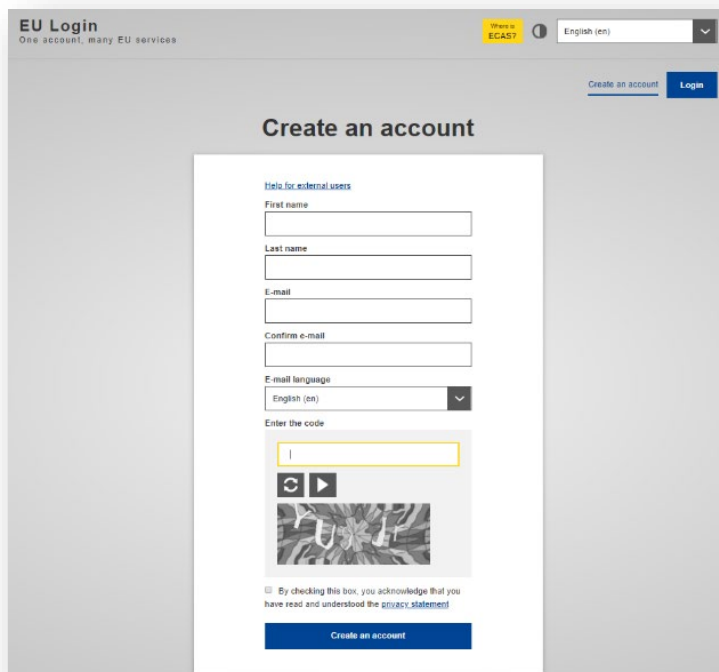 EU Login
One account, many EU services
Where is
ECAS?
English (en)
Create an account
Login
Create an account
Help for external users
First name
Last name
E-mail
Confirm e-mail
E-mail language
English (en)
Enter the code
By checking this box, you acknowledge that you
have read and understood the privacy statement
Create an account